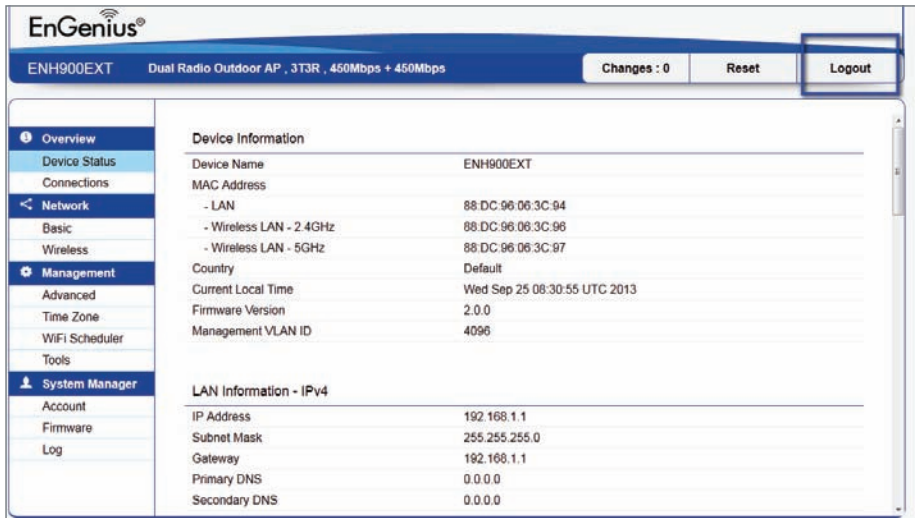 EnGenius®
ENH900EXT Dual Radio Outdoor AP , 3T3R , 450Mbps + 450Mbps Changes : 0 Reset Logout
Overview
Device Status
Connections
Network
Basic
Wireless
Management
Advanced
Time Zone
WiFi Scheduler
Tools
System Manager
Account
Firmware
Log
Device Information
Device Name ENH900EXT
MAC Address
- LAN 88:DC:96:06:3C:94
- Wireless LAN - 2.4GHz 88:DC:96:06:3C:96
- Wireless LAN - 5GHz 88:DC:96:06:3C:97
Country Default
Current Local Time Wed Sep 25 08:30:55 UTC 2013
Firmware Version 2.0.0
Management VLAN ID 4096
LAN Information - IPv4
IP Address 192.168.1.1
Subnet Mask 255.255.255.0
Gateway 192.168.1.1
Primary DNS 0.0.0.0
Secondary DNS 0.0.0.0